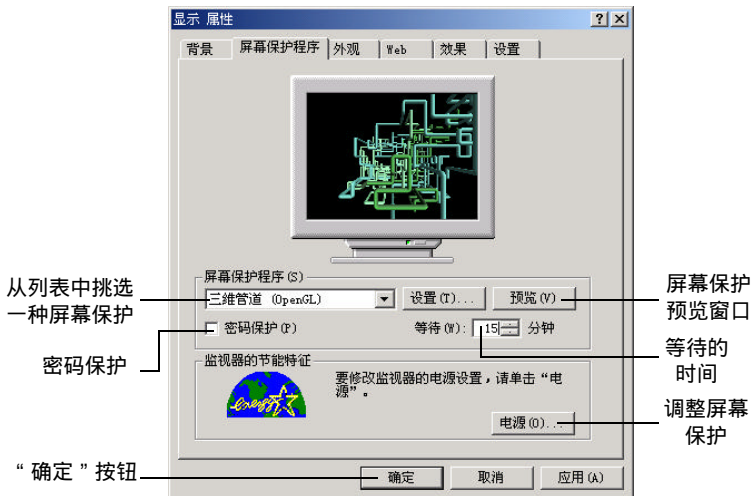 显示 属性
背景 屏幕保护程序 外观 Web 效果 设置
屏幕保护程序(S)
三维管道 (OpenGL) 设置(T)... 预览(V)
密码保护(P) 等待(W): 15 分钟
监视器的节能特征
energy
要修改监视器的电源设置，请单击“电
源”。
电源(O)...
确定 取消 应用(A)
从列表中挑选
一种屏幕保护
密码保护
“确定”按钮
屏幕保护
预览窗口
等待的
时间
调整屏幕
保护